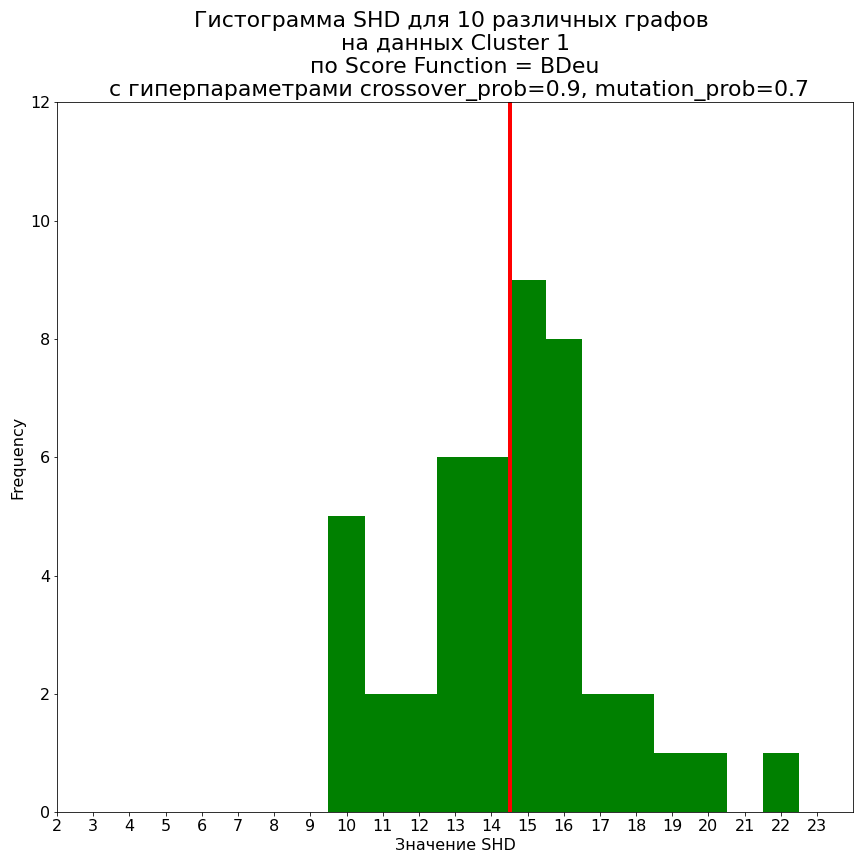 Гистограмма SHD для 10 различных графов
на данных Cluster 1
по Score Function = BDeu
с гиперпараметрами crossover_prob=0.9, mutation_prob=0.7
12
10
8
6
4
2
0
Frequency
2 3 4 5 6 7 8 9 10 11 12 13 14 15 16 17 18 19 20 21 22 23
Значение SHD